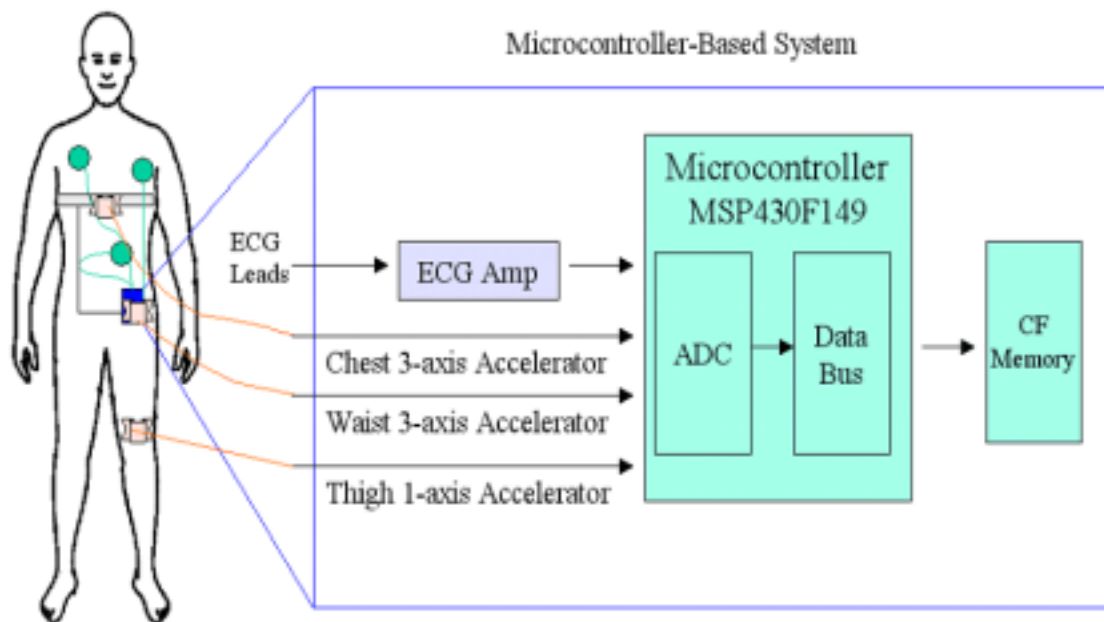 Microcontroller-Based System
Microcontroller
MSP430F149
ECG
Leads
ECG Amp
ADC
Data
Bus
CF
Memory
Chest 3-axis Accelerator
Waist 3-axis Accelerator
Thigh 1-axis Accelerator